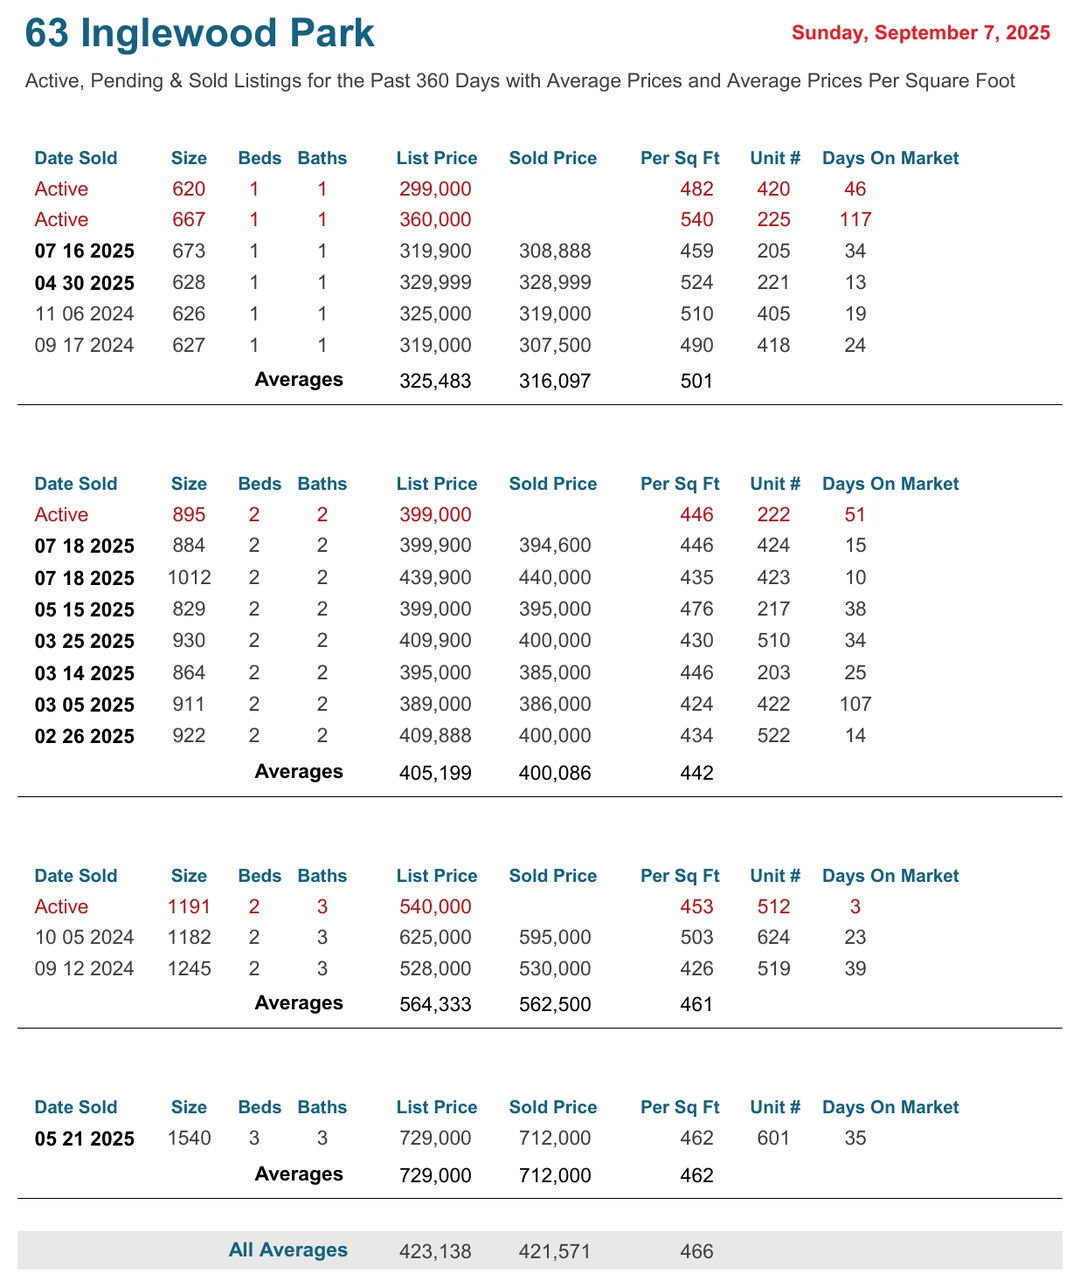 63 Inglewood Park
Sunday, September 7, 2025
Active, Pending & Sold Listings for the Past 360 Days with Average Prices and Average Prices Per Square Foot
Date Sold Size Beds Baths List Price Sold Price Per Sq Ft Unit # Days On Market
Active 620 1 1 299,000 482 420 46
Active 667 1 1 360,000 540 225 117
07 16 2025 673 1 1 319,900 308,888 459 205 34
04 30 2025 628 1 1 329,999 328,999 524 221 13
11 06 2024 626 1 1 325,000 319,000 510 405 19
09 17 2024 627 1 1 319,000 307,500 490 418 24
Averages 325,483 316,097 501
Date Sold Size Beds Baths List Price Sold Price Per Sq Ft Unit # Days On Market
Active 895 2 2 399,000 446 222 51
07 18 2025 884 2 2 399,900 394,600 446 424 15
07 18 2025 1012 2 2 439,900 440,000 435 423 10
05 15 2025 829 2 2 399,000 395,000 476 217 38
03 25 2025 930 2 2 409,900 400,000 430 510 34
03 14 2025 864 2 2 395,000 385,000 446 203 25
03 05 2025 911 2 2 389,000 386,000 424 422 107
02 26 2025 922 2 2 409,888 400,000 434 522 14
Averages 405,199 400,086 442
Date Sold Size Beds Baths List Price Sold Price Per Sq Ft Unit # Days On Market
Active 1191 2 3 540,000 453 512 3
10 05 2024 1182 2 3 625,000 595,000 503 624 23
09 12 2024 1245 2 3 528,000 530,000 426 519 39
Averages 564,333 562,500 461
Date Sold Size Beds Baths List Price Sold Price Per Sq Ft Unit # Days On Market
05 21 2025 1540 3 3 729,000 712,000 462 601 35
Averages 729,000 712,000 462
All Averages 423,138 421,571 466